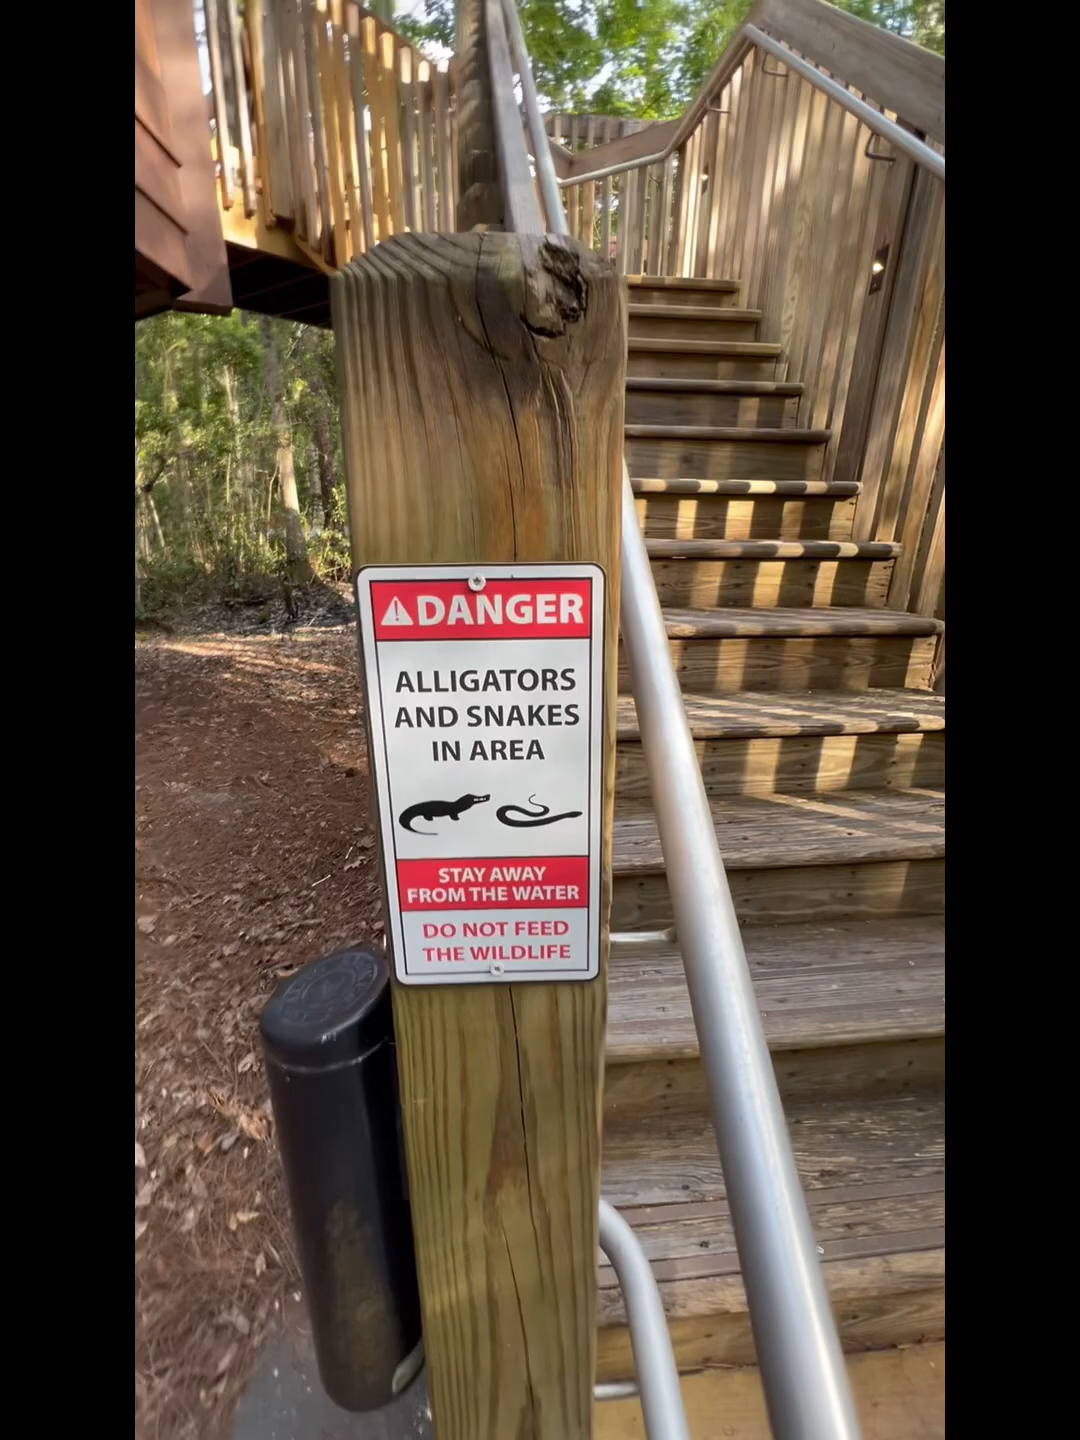 DANGER
ALLIGATORS
AND SNAKES
IN AREA
STAY AWAY
FROM THE WATER
DO NOT FEED
THE WILDLIFE